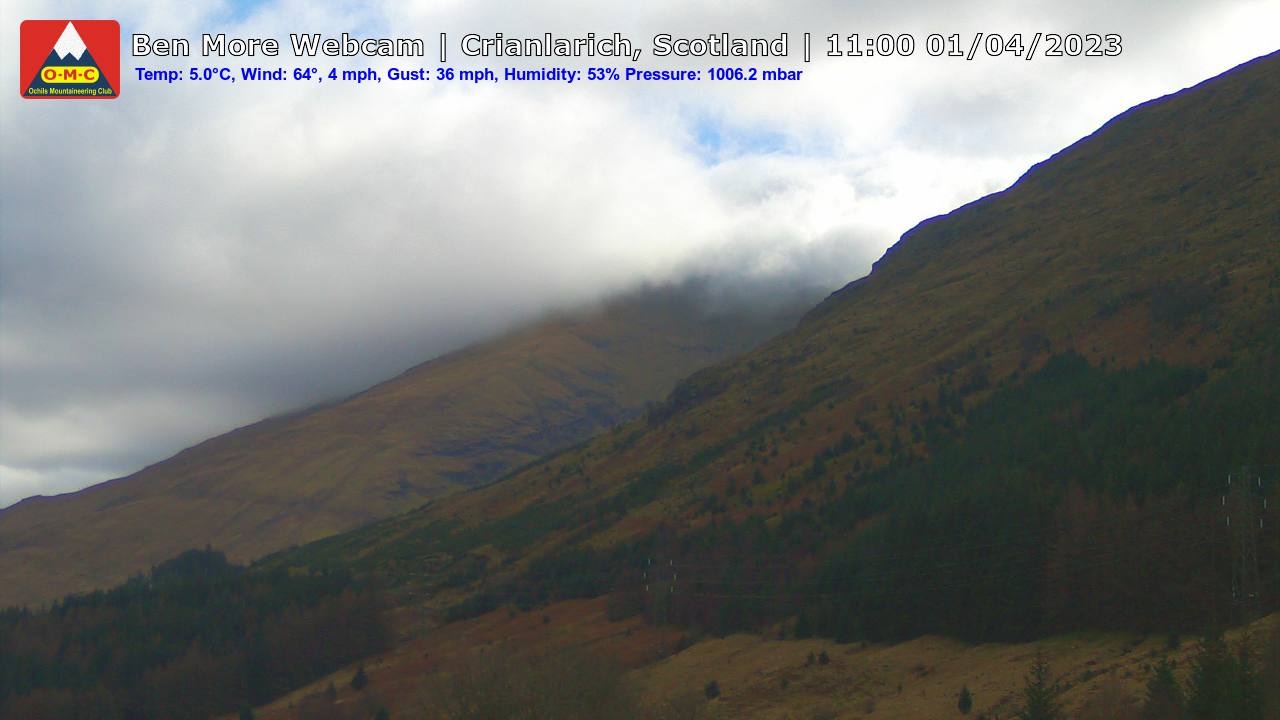 Ben More Webcam | Crianlarich, Scotland | 11:00 01/04/2023
Temp: 5.0°C, Wind: 64°, 4 mph, Gust: 36 mph, Humidity: 53% Pressure: 1006.2 mbar
O-M-C
Ochils Mountaineering Club